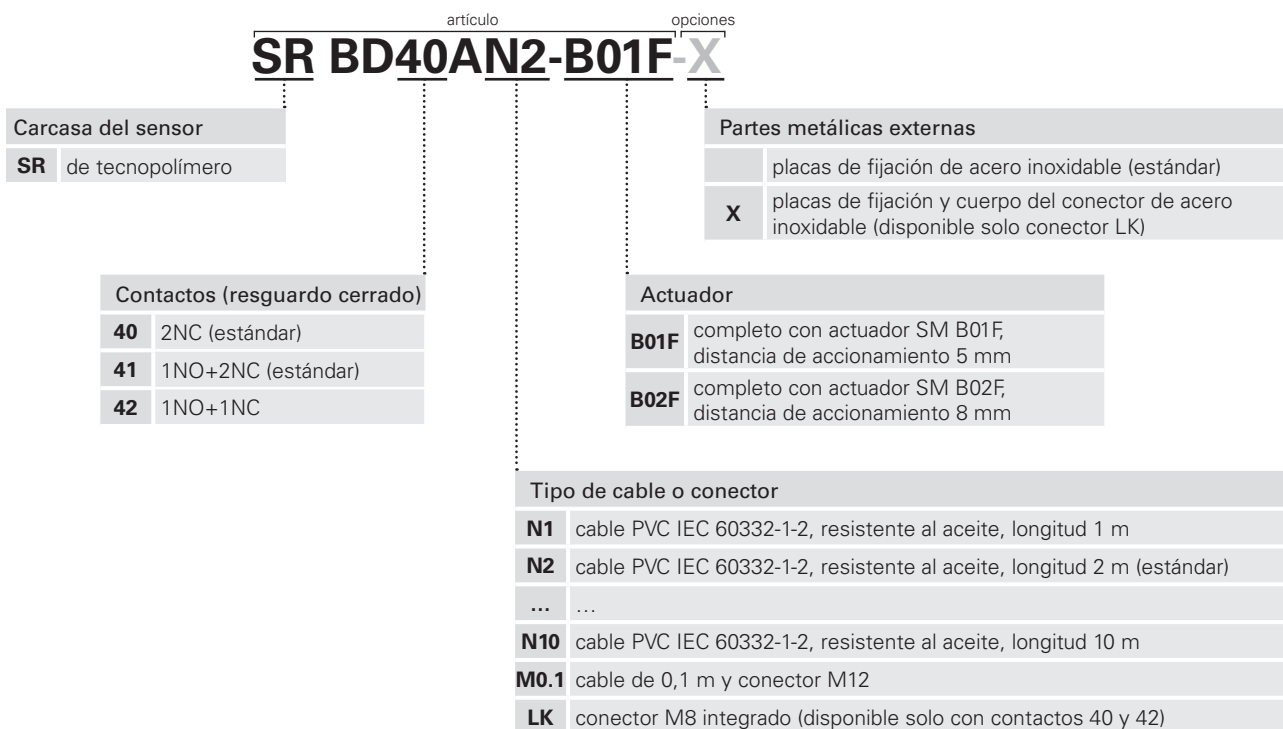 artículo opciones
SR BD40AN2-B01F-X
Carcasa del sensor
SR de tecnopolímero
Partes metálicas externas
placas de fijación de acero inoxidable (estándar)
X placas de fijación y cuerpo del conector de acero
inoxidable (disponible solo conector LK)
Contactos (resguardo cerrado)
40 2NC (estándar)
41 1NO+2NC (estándar)
42 1NO+1NC
Actuador
B01F completo con actuador SM B01F,
distancia de accionamiento 5 mm
B02F completo con actuador SM B02F,
distancia de accionamiento 8 mm
Tipo de cable o conector
N1 cable PVC IEC 60332-1-2, resistente al aceite, longitud 1 m
N2 cable PVC IEC 60332-1-2, resistente al aceite, longitud 2 m (estándar)
... ...
N10 cable PVC IEC 60332-1-2, resistente al aceite, longitud 10 m
M0.1 cable de 0,1 m y conector M12
LK conector M8 integrado (disponible solo con contactos 40 y 42)